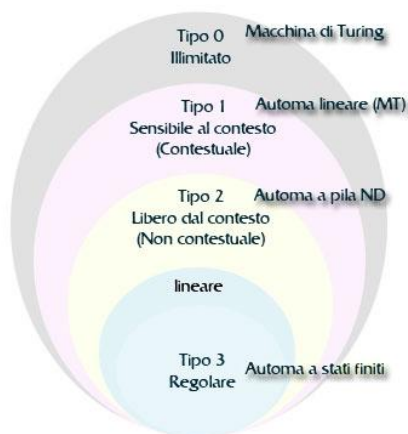 Tipo 0 Macchina di Turing
Illimitato
Tipo 1 Automa lineare (MT)
Sensibile al contesto
(Contestuale)
Tipo 2 Automa a pila ND
Libero dal contesto
(Non contestuale)
lineare
Tipo 3 Automa a stati finiti
Regolare